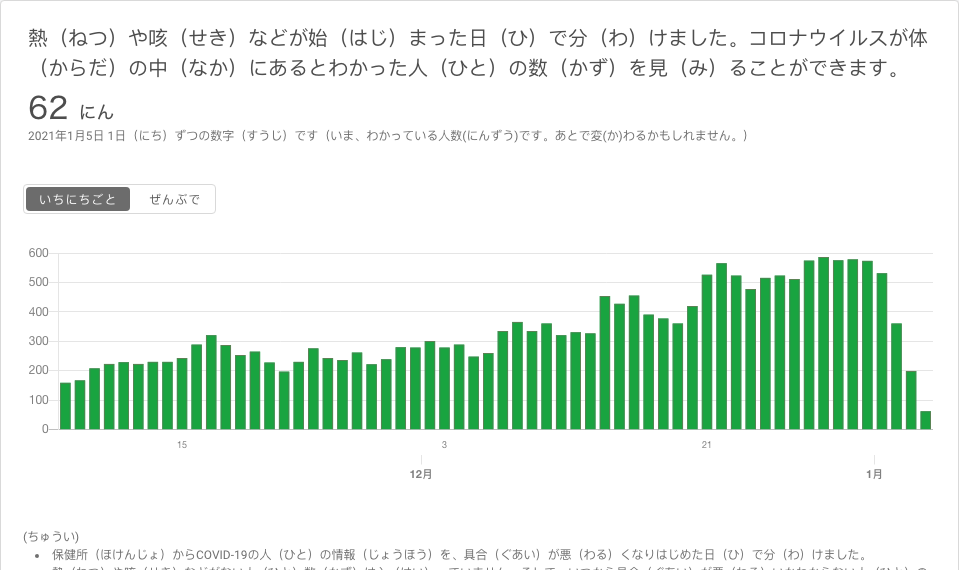 熱（ねつ）や咳（せき）などが始（はじ）まった日（ひ）で分（わ）けました。コロナウイルスが体
（からだ）の中（なか）にあるとわかった人（ひと）の数（かず）を見（み）ることができます。
62 にん
2021年1月5日 1日（にち）ずつの数字（すうじ）です（いま、わかっている人数(にんずう)です。あとで変(か)わるかもしれません。）
いちにちごと ぜんぶで
600
500
400
300
200
100
0
15 3 21
12月 1月
(ちゅうい)
• 保健所（ほけんじょ）からCOVID-19の人（ひと）の情報（じょうほう）を、具合（ぐあい）が悪（わる）くなりはじめた日（ひ）で分（わ）けました。